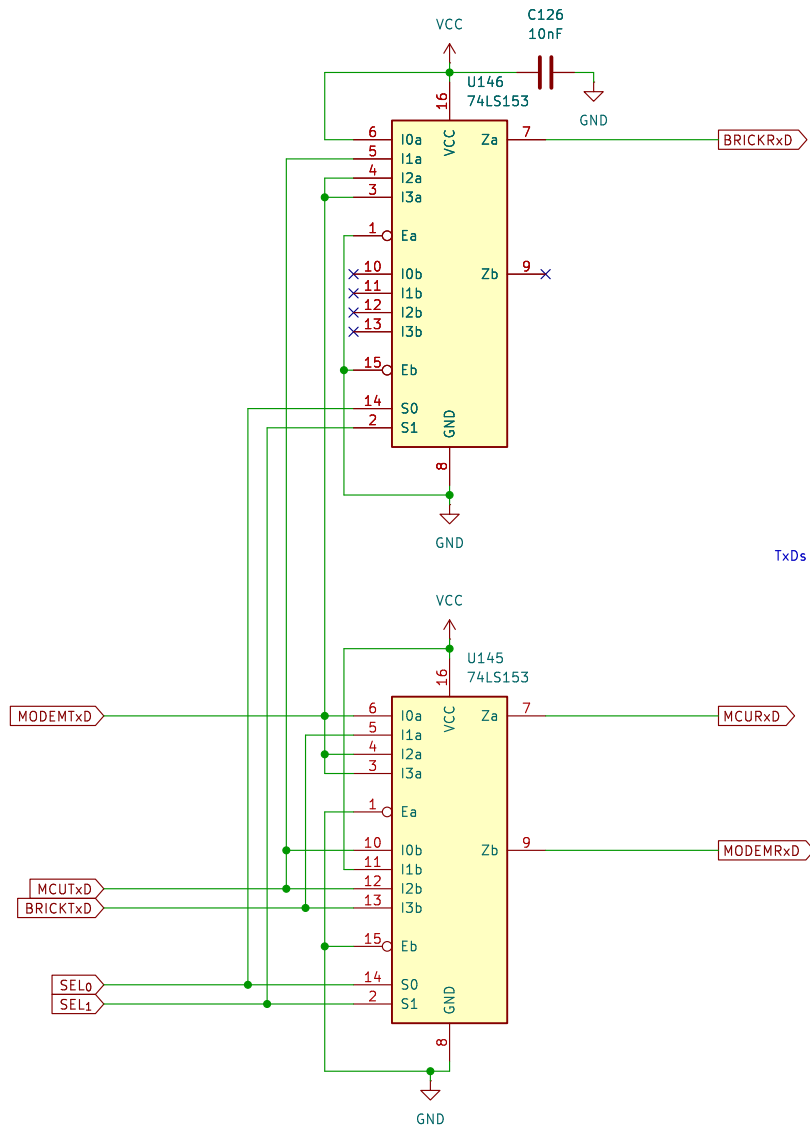 C126
10nF
VCC
GND
U146
74LS153
16
VCC
6 I0a
5 I1a
4 I2a
3 I3a
1 Ea
10 I0b
11 I1b
12 I2b
13 I3b
15 Eb
14 S0
2 S1
Za 7
Zb 9
GND
8
GND
BRICKRxD
TxDs
VCC
U145
74LS153
16
VCC
MODEMTxD
6 I0a
5 I1a
4 I2a
3 I3a
1 Ea
10 I0b
11 I1b
12 I2b
13 I3b
15 Eb
14 S0
2 S1
Za 7
Zb 9
MCURxD
MODEMRxD
MCUTxD
BRICKTxD
SEL₀
SEL₁
GND
8
GND